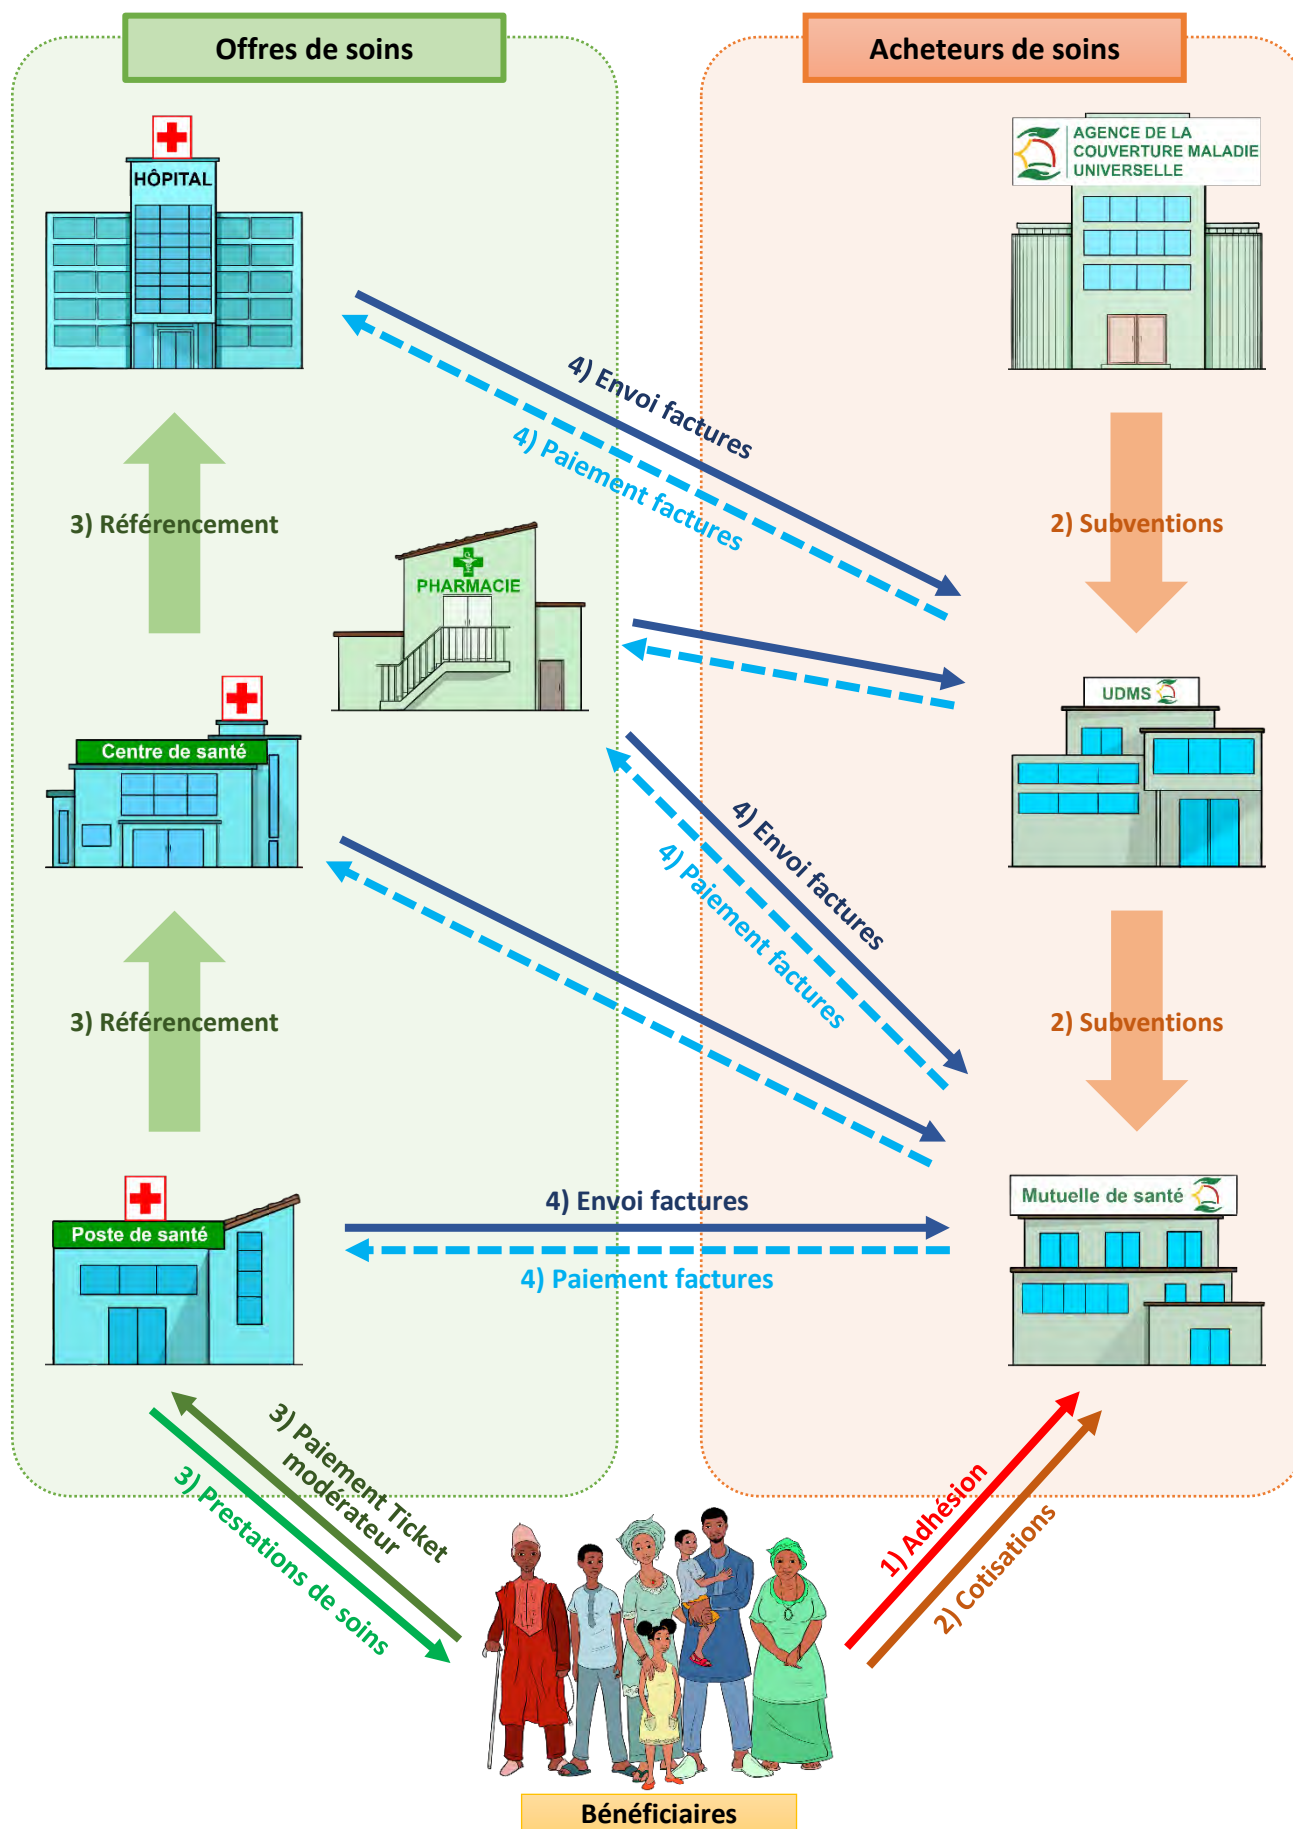 Offres de soins
Acheteurs de soins
HÔPITAL
AGENCE DE LA
COUVERTURE MALADIE
UNIVERSELLE
4) Envoi factures
4) Paiement factures
3) Référencement
2) Subventions
PHARMACIE
UDMS
Centre de santé
4) Envoi factures
4) Paiement factures
3) Référencement
2) Subventions
Poste de santé
4) Envoi factures
4) Paiement factures
Mutuelle de santé
3) Paiement Ticket
modérateur
3) Prestations de soins
1) Adhésion
2) Cotisations
Bénéficiaires